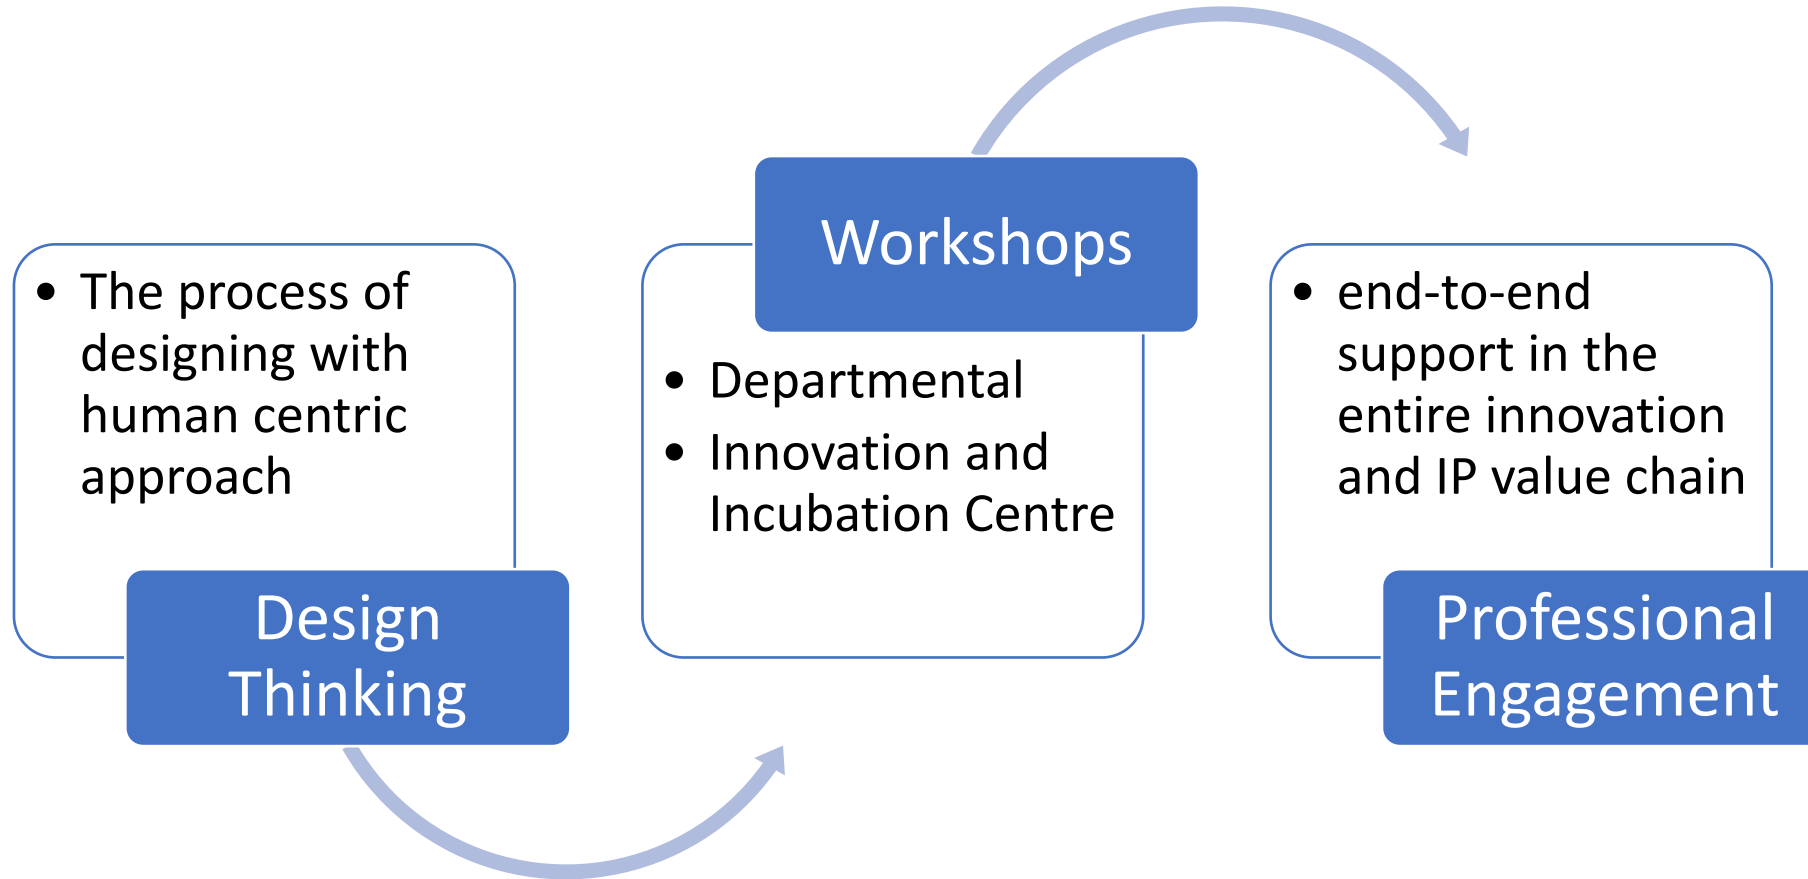 • The process of
designing with
human centric
approach
Design
Thinking
Workshops
• Departmental
• Innovation and
Incubation Centre
• end-to-end
support in the
entire innovation
and IP value chain
Professional
Engagement